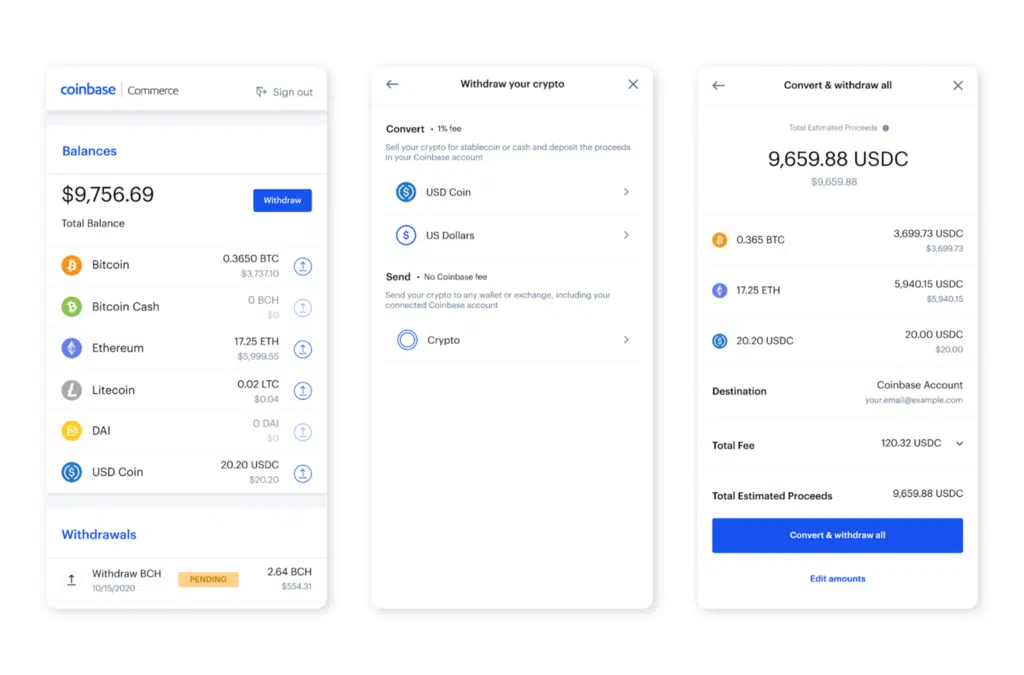 coinbase | Commerce
Sign out
Balances
$9,756.69
Withdraw
Total Balance
Bitcoin
0.3650 BTC
$3,737.10
Bitcoin Cash
0 BCH
$0
Ethereum
17.25 ETH
$5,999.55
Litecoin
0.02 LTC
$0.04
DAI
0 DAI
$0
USD Coin
20.20 USDC
$20.20
Withdrawals
Withdraw BCH
10/15/2020
PENDING
2.64 BCH
$554.31
Withdraw your crypto
Convert • 1% fee
Sell your crypto for stablecoin or cash and deposit the proceeds
in your Coinbase account
USD Coin
US Dollars
Send • No Coinbase fee
Send your crypto to any wallet or exchange, including your
connected Coinbase account
Crypto
Convert & withdraw all
Total Estimated Proceeds
9,659.88 USDC
$9,659.88
0.365 BTC
3,699.73 USDC
$3,699.73
17.25 ETH
5,940.15 USDC
$5,940.15
20.20 USDC
20.00 USDC
$20.00
Destination
Coinbase Account
your.email@example.com
Total Fee
120.32 USDC
Total Estimated Proceeds
9,659.88 USDC
Convert & withdraw all
Edit amounts